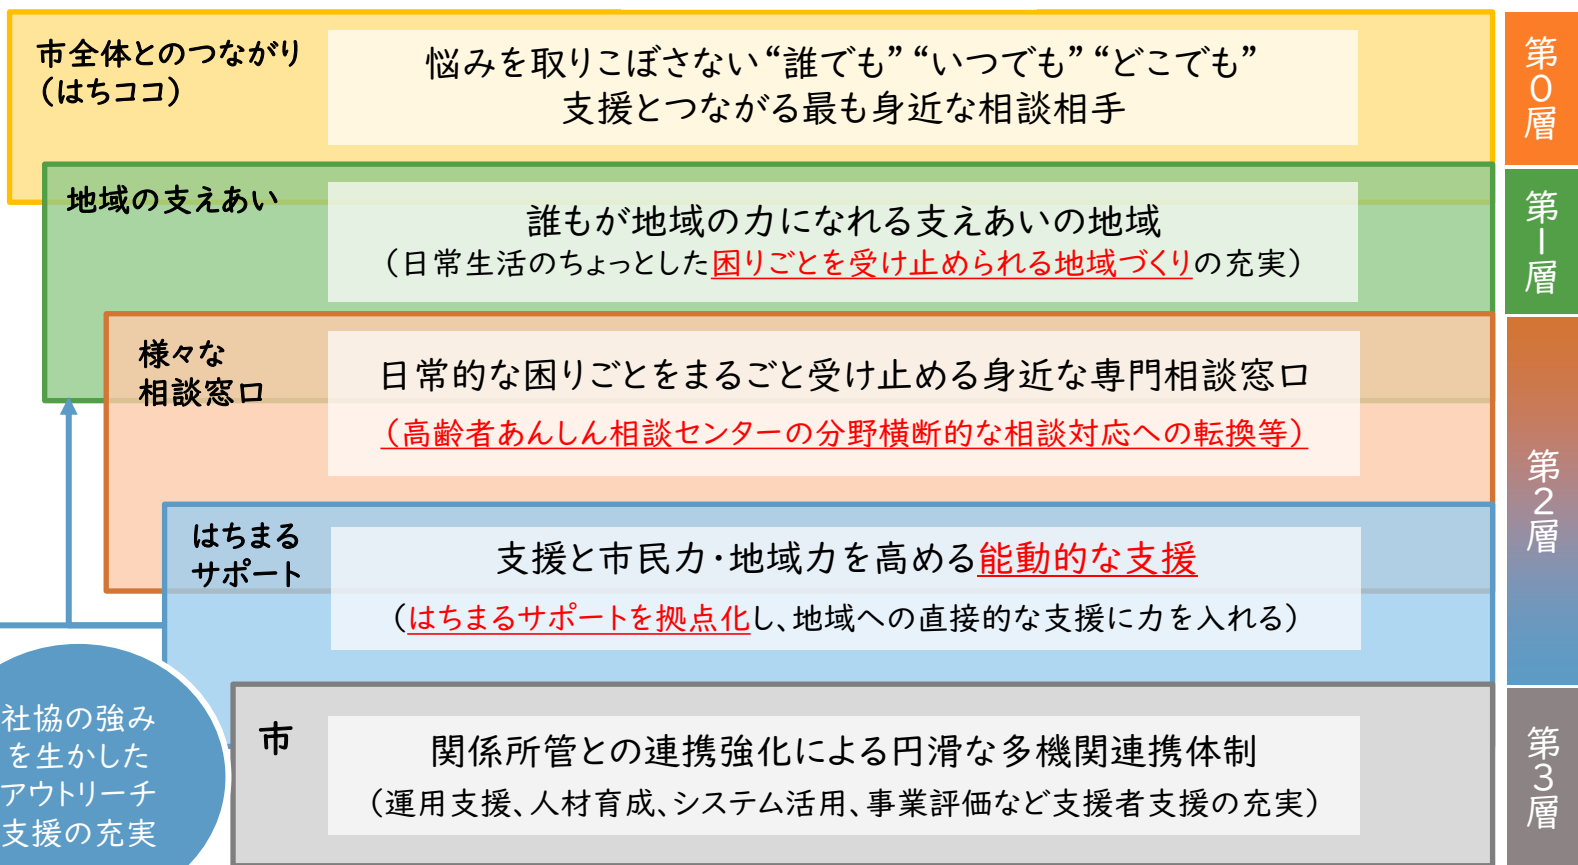 市全体とのつながり
（はちココ）
悩みを取りこぼさない“誰でも” “いつでも” “どこでも”
支援とつながる最も身近な相談相手
第0層
地域の支えあい
誰もが地域の力になれる支えあいの地域
（日常生活のちょっとした困りごとを受け止められる地域づくりの充実）
第1層
様々な
相談窓口
日常的な困りごとをまるごと受け止める身近な専門相談窓口
（高齢者あんしん相談センターの分野横断的な相談対応への転換等）
第2層
はちまる
サポート
支援と市民力・地域力を高める能動的な支援
（はちまるサポートを拠点化し、地域への直接的な支援に力を入れる）
社協の強み
を生かした
アウトリーチ
支援の充実
市
関係所管との連携強化による円滑な多機関連携体制
（運用支援、人材育成、システム活用、事業評価など支援者支援の充実）
第3層